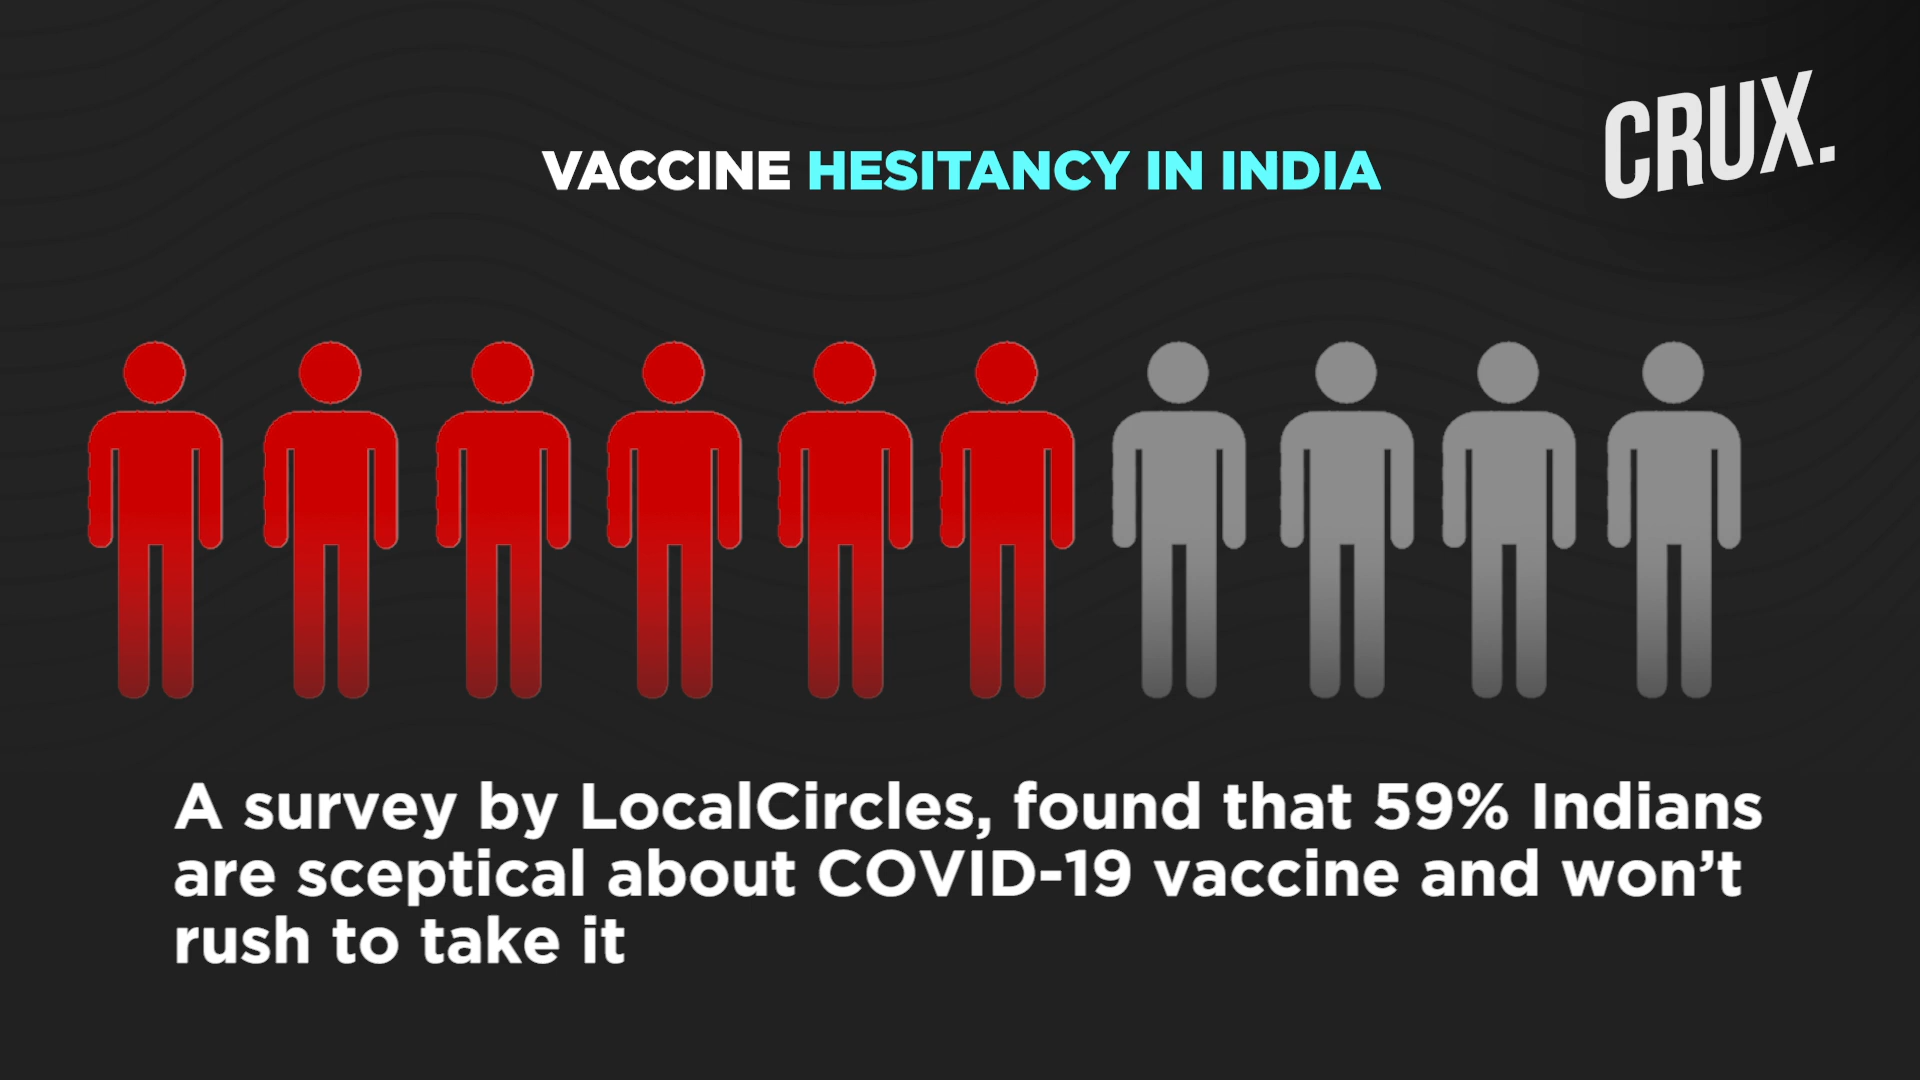 CRUX.
VACCINE HESITANCY IN INDIA
A survey by LocalCircles, found that 59% Indians
are sceptical about COVID-19 vaccine and won’t
rush to take it